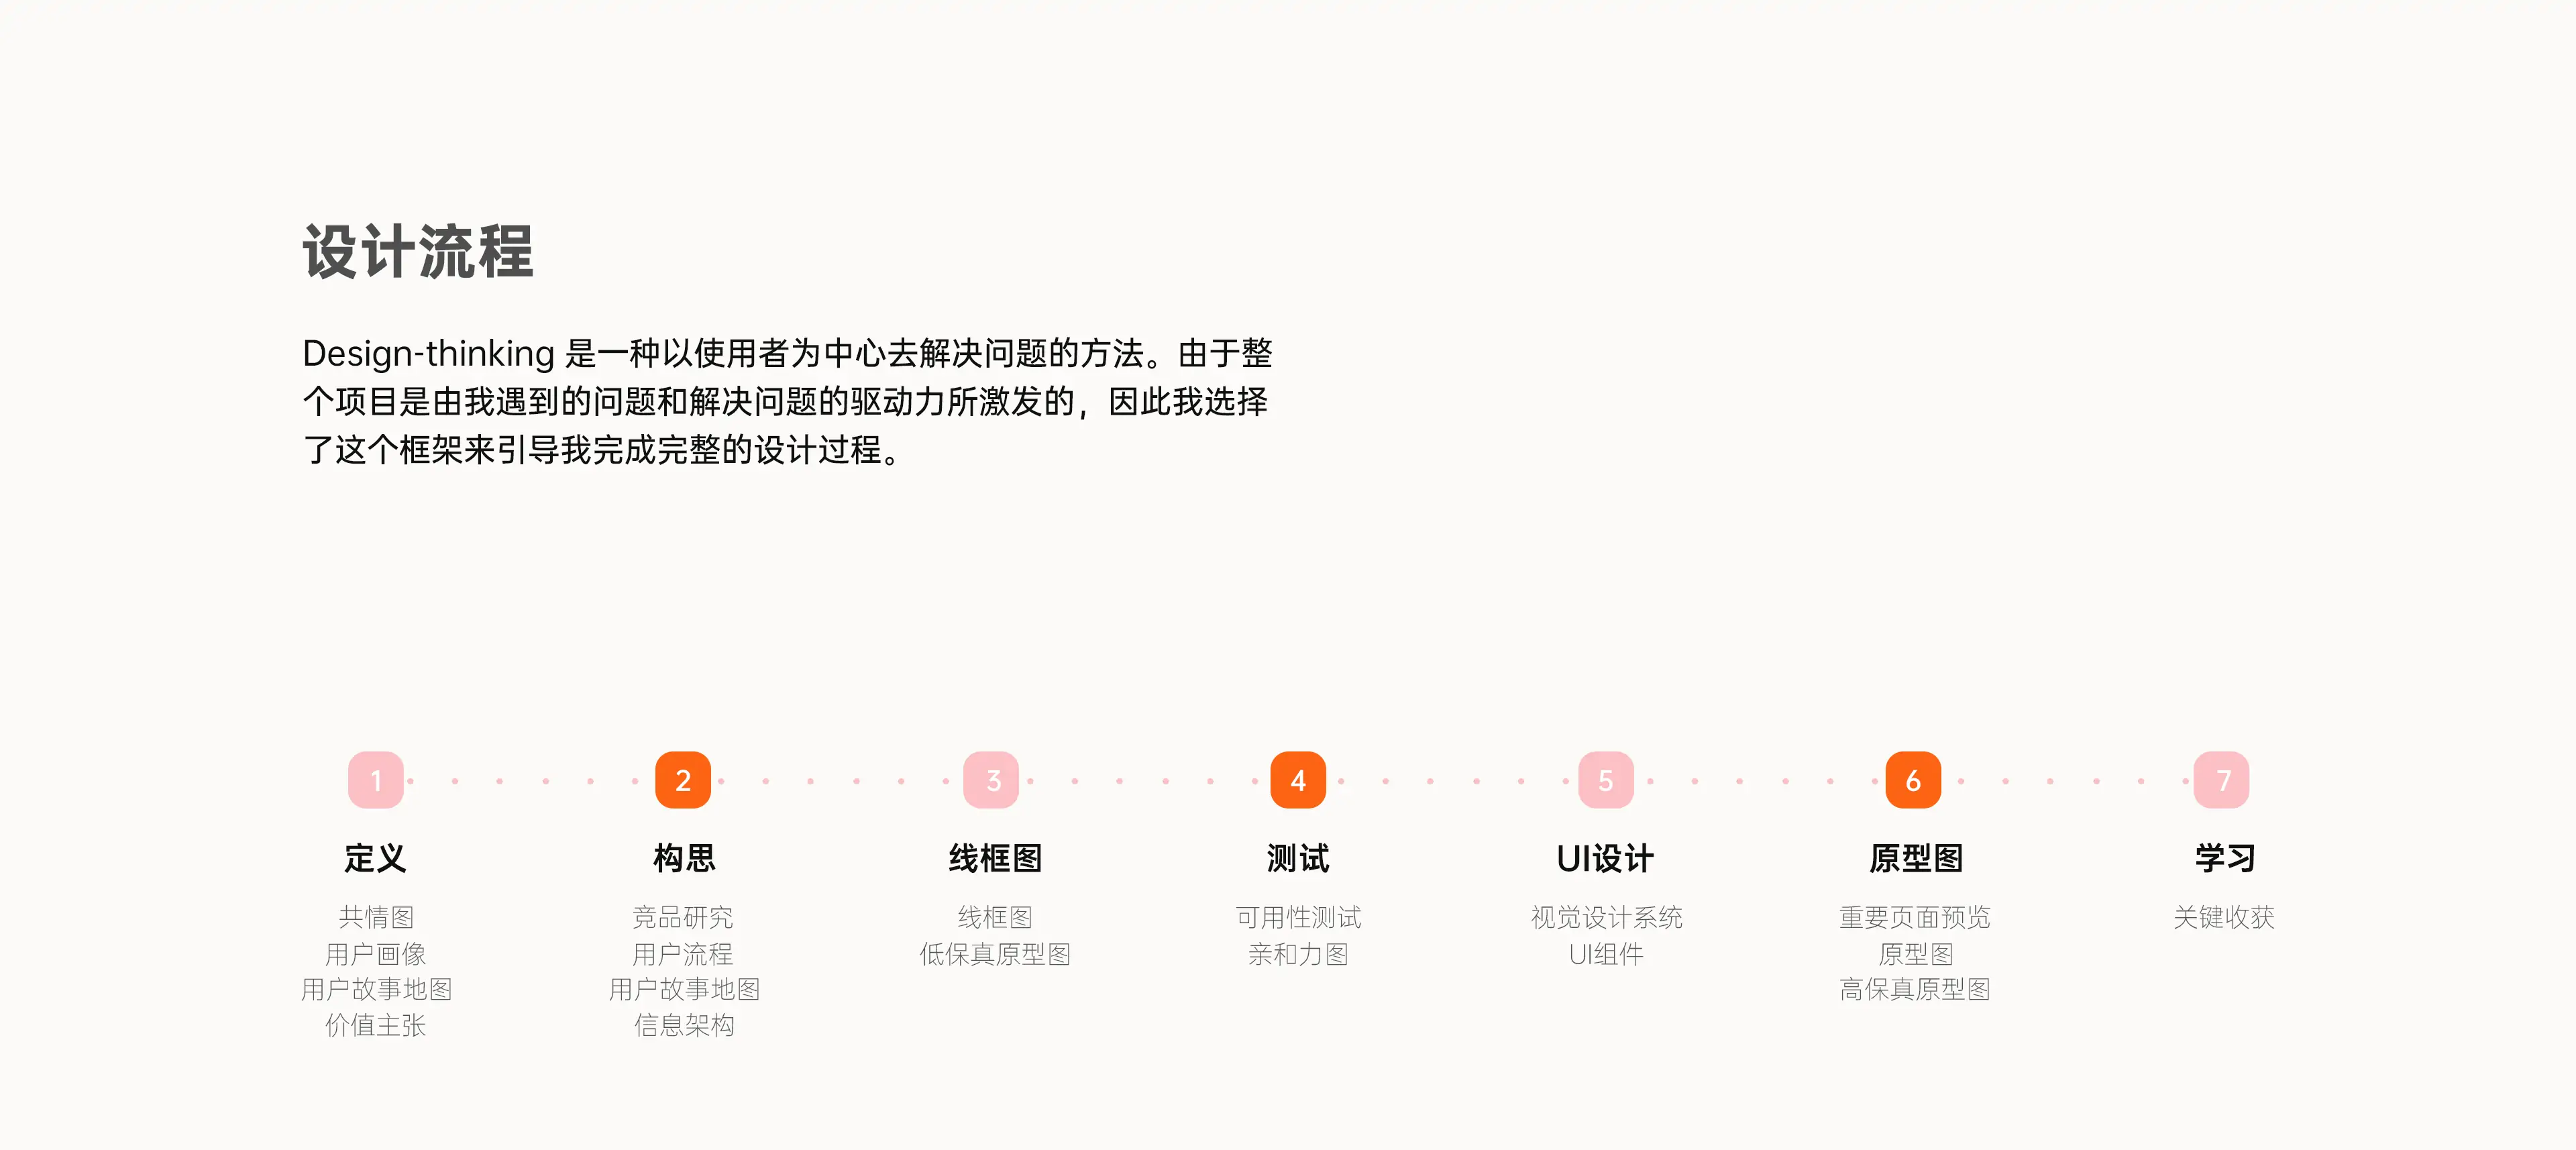 设计流程
Design-thinking 是一种以使用者为中心去解决问题的方法。由于整
个项目是由我遇到的问题和解决问题的驱动力所激发的，因此我选择
了这个框架来引导我完成完整的设计过程。
1
定义
共情图
用户画像
用户故事地图
价值主张
2
构思
竞品研究
用户流程
用户故事地图
信息架构
3
线框图
线框图
低保真原型图
4
测试
可用性测试
亲和力图
5
UI设计
视觉设计系统
UI组件
6
原型图
重要页面预览
原型图
高保真原型图
7
学习
关键收获